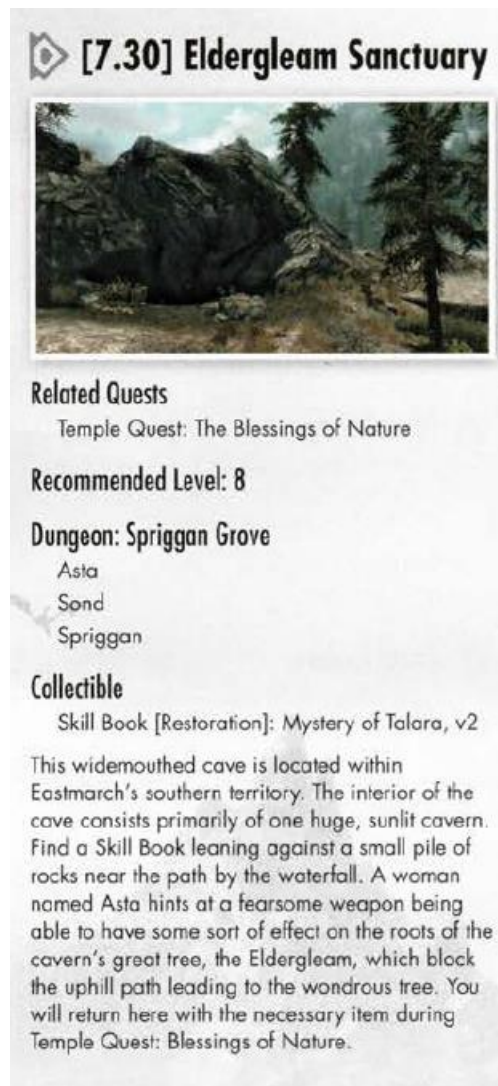 [7.30] Eldergleam Sanctuary
Related Quests
Temple Quest: The Blessings of Nature
Recommended Level: 8
Dungeon: Spriggan Grove
Asta
Sond
Spriggan
Collectible
Skill Book [Restoration]: Mystery of Talara, v2
This widemouthed cave is located within
Eastmarch's southern territory. The interior of the
cave consists primarily of one huge, sunlit cavern.
Find a Skill Book leaning against a small pile of
rocks near the path by the waterfall. A woman
named Asta hints at a fearsome weapon being
able to have some sort of effect on the roots of the
cavern's great tree, the Eldergleam, which block
the uphill path leading to the wondrous tree. You
will return here with the necessary item during
Temple Quest: Blessings of Nature.